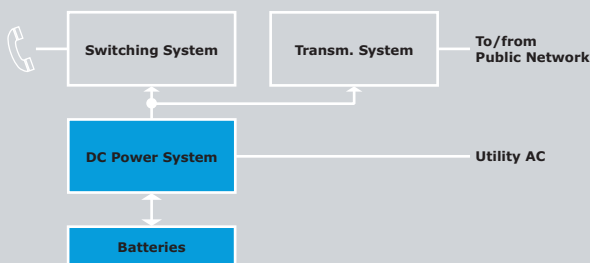 Switching System
Transm. System
To/from
Public Network
DC Power System
Utility AC
Batteries